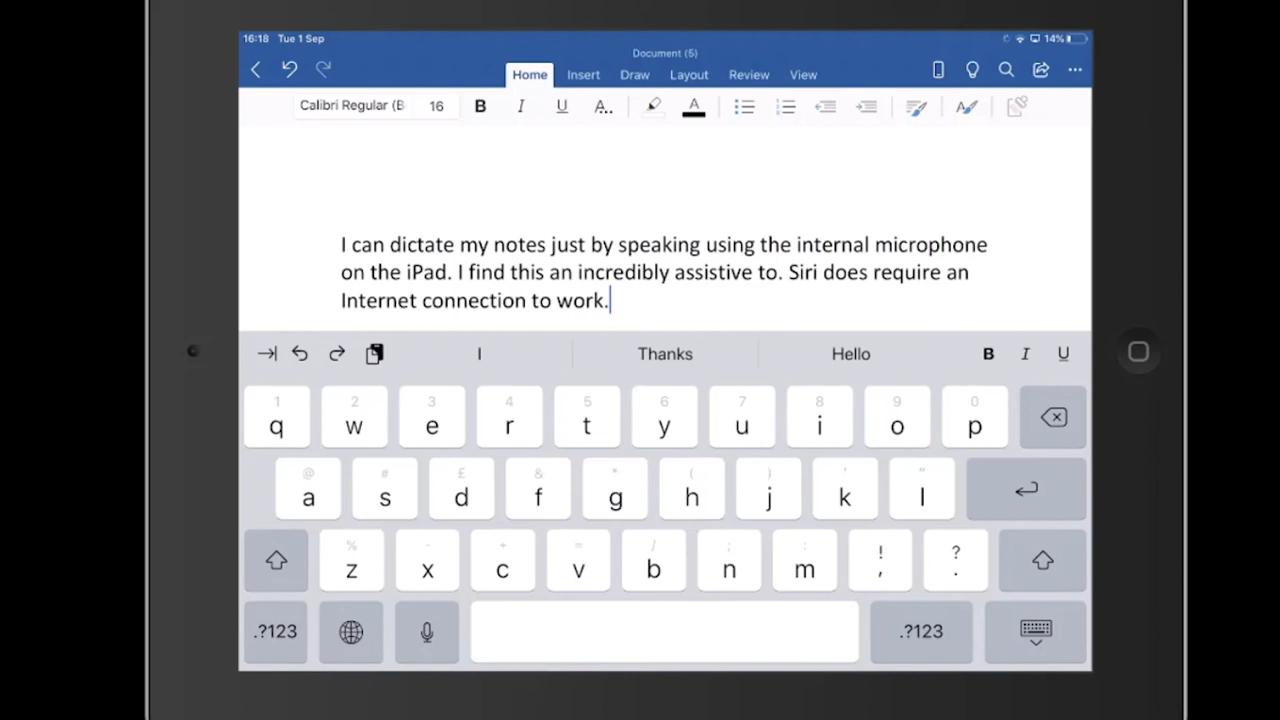 16:18 Tue 1 Sep 14%
Document (5)
Home Insert Draw Layout Review View
Calibri Regular (B 16 B I U A.. A
I can dictate my notes just by speaking using the internal microphone
on the iPad. I find this an incredibly assistive to. Siri does require an
Internet connection to work.
I Thanks Hello B I U
1 2 3 4 5 6 7 8 9 0
q w e r t y u i o p
@ # £ & * ( ) ' "
a s d f g h j k l
% - + = / ; : ! ?
z x c v b n m , .
.?123 .?123